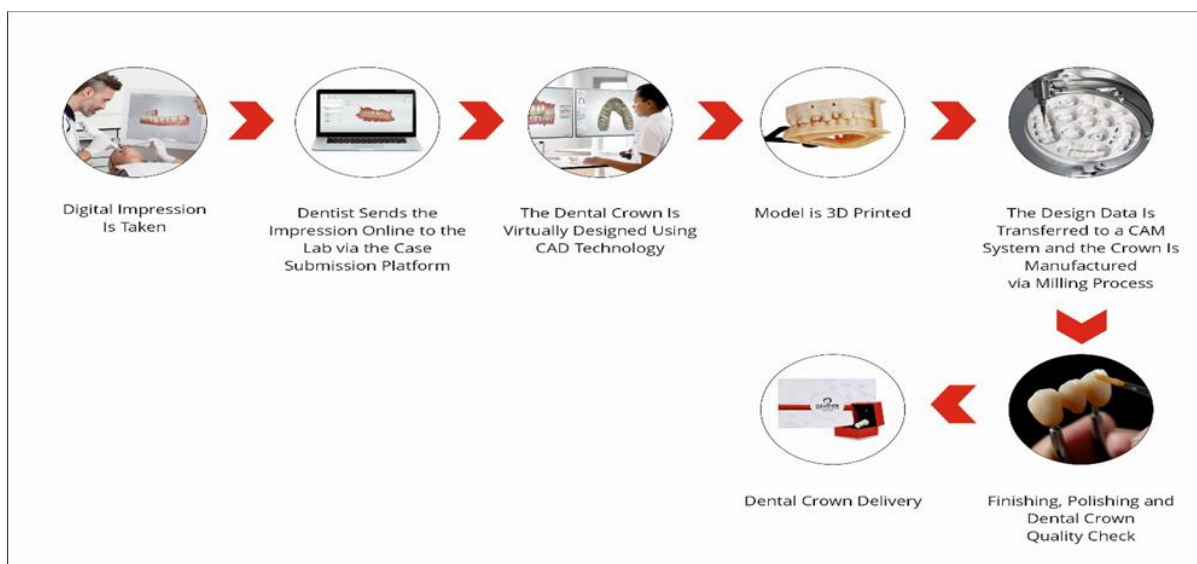 Digital Impression
Is Taken
Dentist Sends the
Impression Online to the
Lab via the Case
Submission Platform
The Dental Crown Is
Virtually Designed Using
CAD Technology
Model is 3D Printed
The Design Data Is
Transferred to a CAM
System and the Crown Is
Manufactured
via Milling Process
Finishing, Polishing and
Dental Crown
Quality Check
Dental Crown Delivery